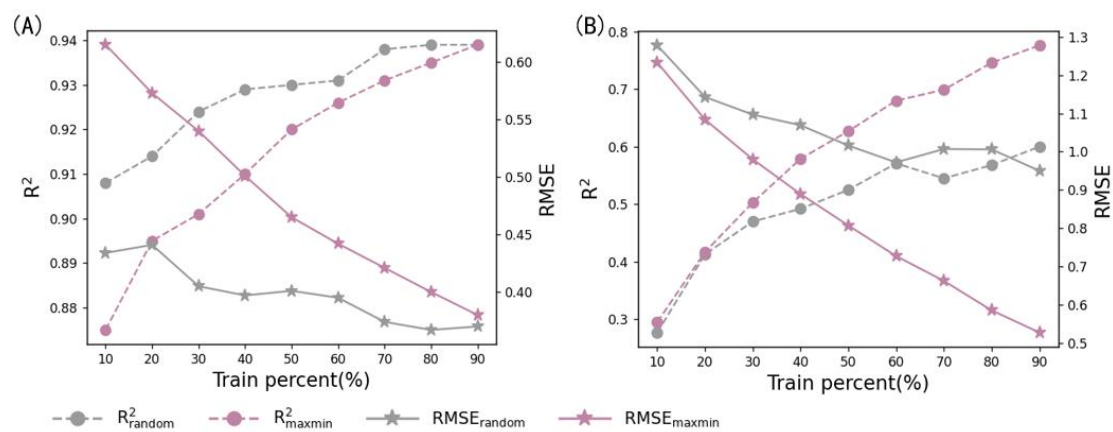 (A)
R²
0.94
0.93
0.92
0.91
0.90
0.89
0.88
0.60
0.55
0.50
0.45
0.40
RMSE
10 20 30 40 50 60 70 80 90
Train percent(%)
(B)
R²
0.8
0.7
0.6
0.5
0.4
0.3
1.3
1.2
1.1
1.0
0.9
0.8
0.7
0.6
0.5
RMSE
10 20 30 40 50 60 70 80 90
Train percent(%)
R²random R²maxmin RMSErandom RMSEmaxmin